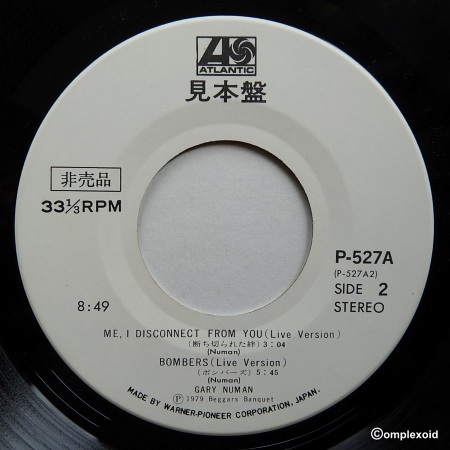 ATLANTIC
見本盤
非売品
33⅓RPM
P-527A
(P-527A2)
SIDE 2
STEREO
8:49
ME, I DISCONNECT FROM YOU(Live Version)
(断ち切られた絆)3:04
(Numan)
BOMBERS(Live Version)
(ボンバーズ)5:45
(Numan)
GARY NUMAN
Ⓟ1979 Beggars Banquet
MADE BY WARNER-PIONEER CORPORATION, JAPAN.
©omplexoid